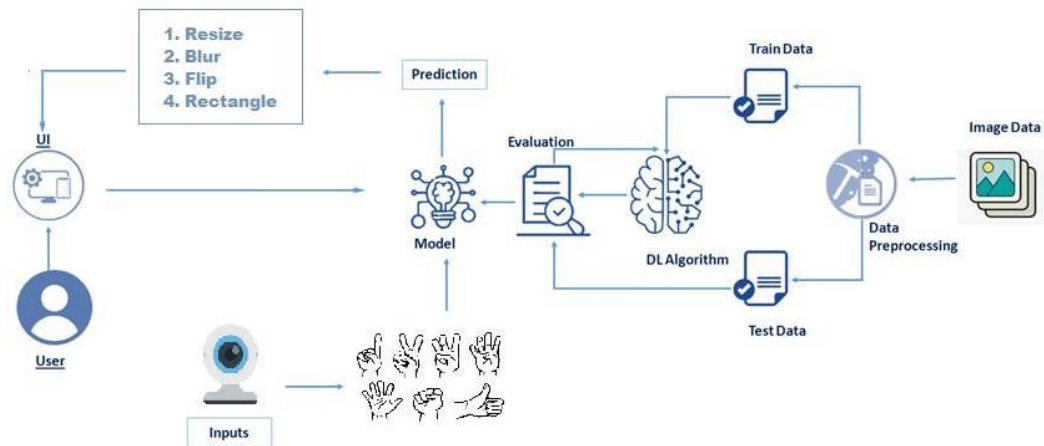 1. Resize
2. Blur
3. Flip
4. Rectangle
Prediction
Train Data
UI
Evaluation
Image Data
Model
DL Algorithm
Data
Preprocessing
User
Test Data
Inputs